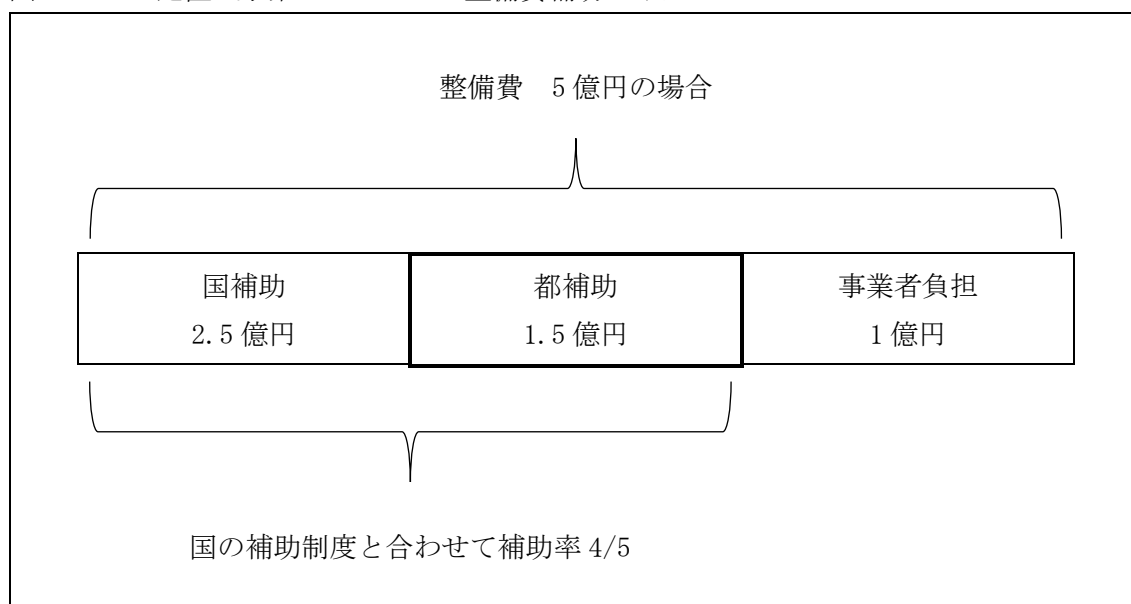 整備費　5億円の場合
国補助
2.5億円
都補助
1.5億円
事業者負担
1億円
国の補助制度と合わせて補助率4/5